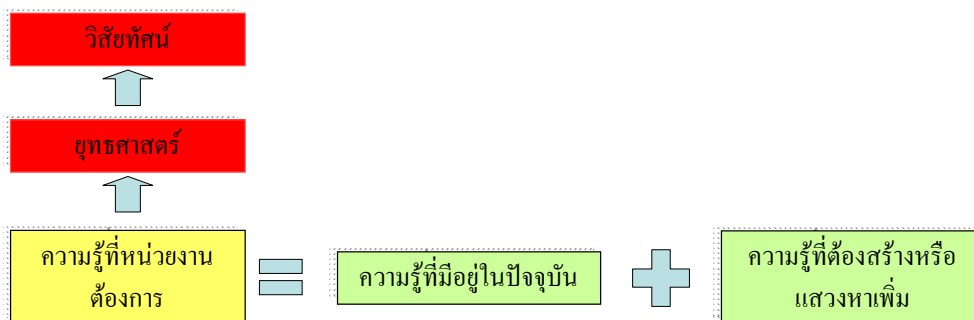 วิสัยทัศน์
ยุทธศาสตร์
ความรู้ที่หน่วยงาน
ต้องการ
ความรู้ที่มีอยู่ในปัจจุบัน
ความรู้ที่ต้องสร้างหรือ
แสวงหาเพิ่ม